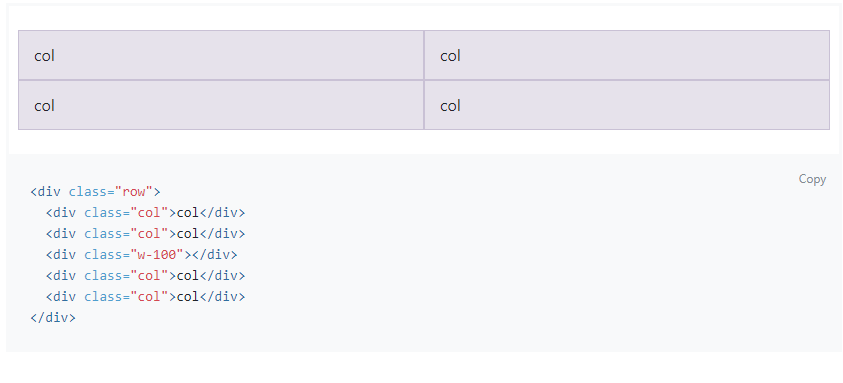 col col
col col
Copy
<div class="row">
  <div class="col">col</div>
  <div class="col">col</div>
  <div class="w-100"></div>
  <div class="col">col</div>
  <div class="col">col</div>
</div>